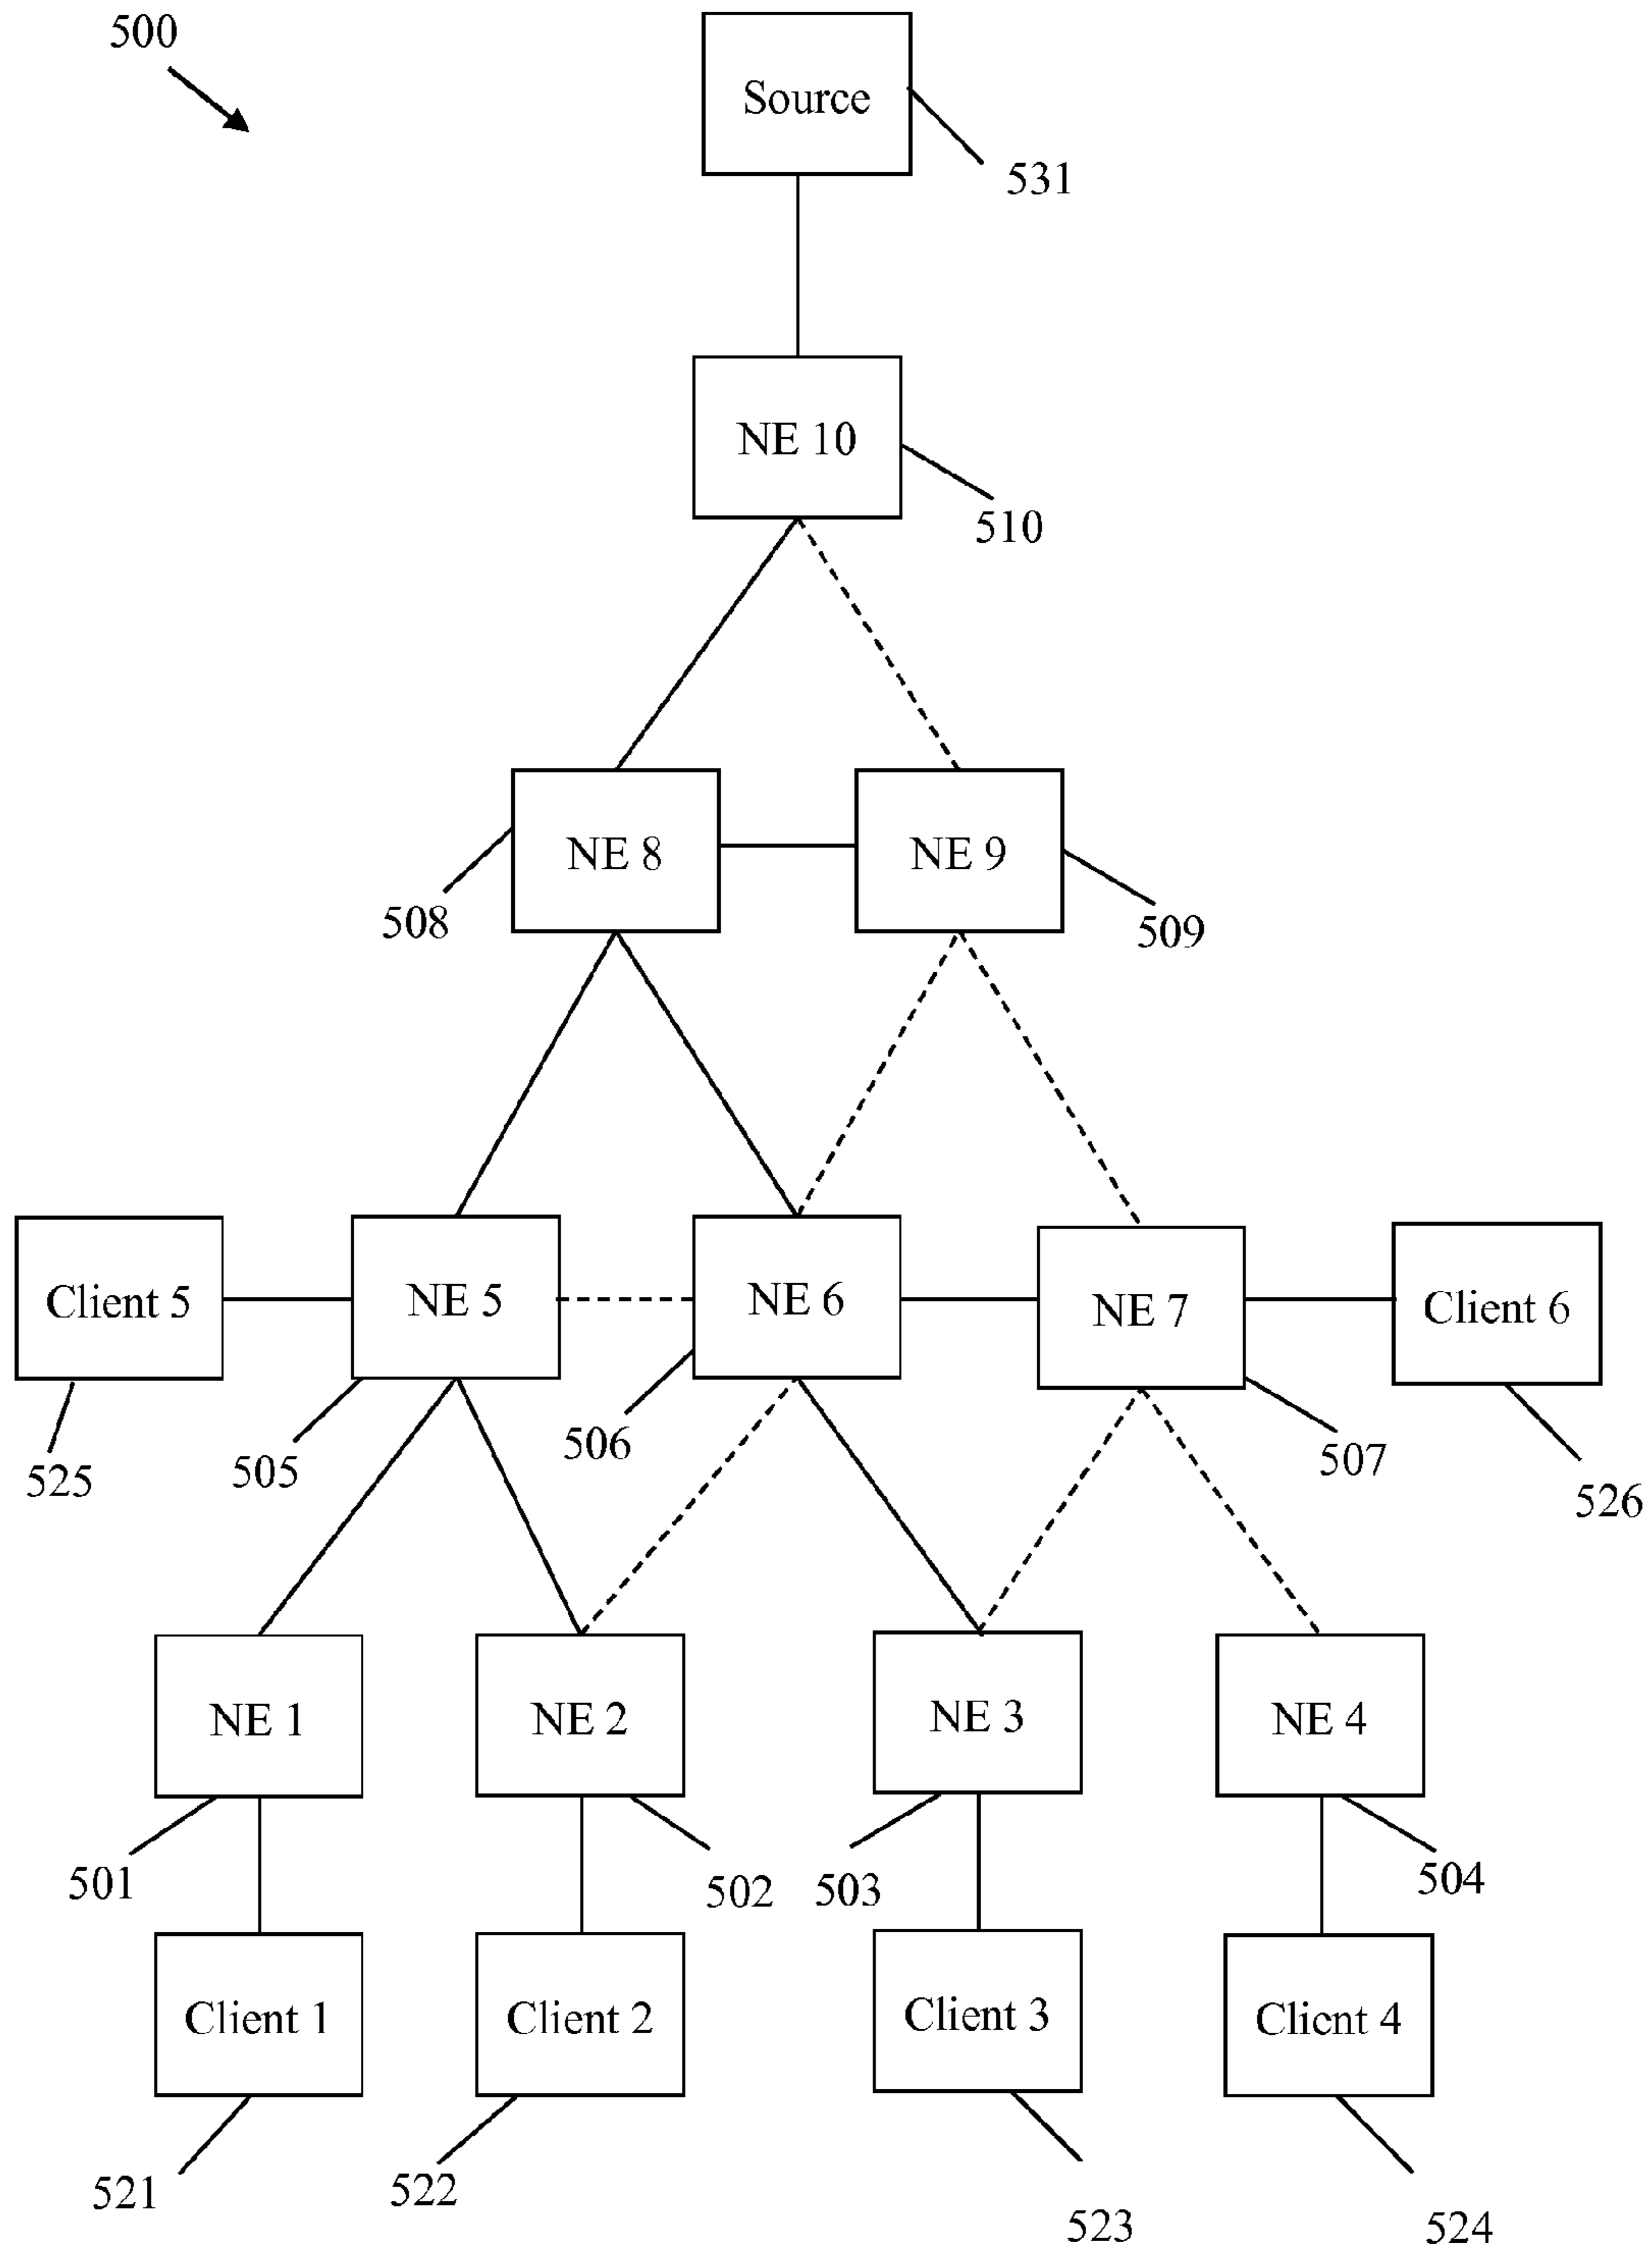 500
Source
531
NE 10
510
NE 8
NE 9
508
509
Client 5
NE 5
NE 6
NE 7
Client 6
525
505
506
507
526
NE 1
NE 2
NE 3
NE 4
501
502
503
504
Client 1
Client 2
Client 3
Client 4
521
522
523
524